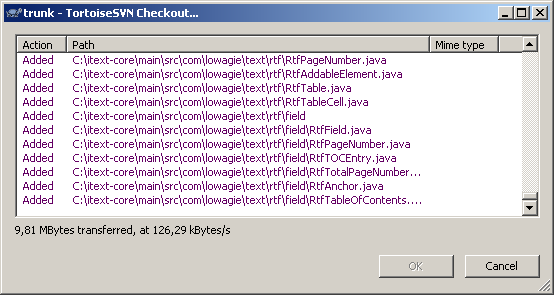 trunk - TortoiseSVN Checkout...
Action Path Mime type
Added C:\itext-core\main\src\com\lowagie\text\rtf\RtfPageNumber.java
Added C:\itext-core\main\src\com\lowagie\text\rtf\RtfAddableElement.java
Added C:\itext-core\main\src\com\lowagie\text\rtf\RtfTable.java
Added C:\itext-core\main\src\com\lowagie\text\rtf\RtfTableCell.java
Added C:\itext-core\main\src\com\lowagie\text\rtf\field
Added C:\itext-core\main\src\com\lowagie\text\rtf\field\RtfField.java
Added C:\itext-core\main\src\com\lowagie\text\rtf\field\RtfPageNumber.java
Added C:\itext-core\main\src\com\lowagie\text\rtf\field\RtfTOCEntry.java
Added C:\itext-core\main\src\com\lowagie\text\rtf\field\RtfTotalPageNumber...
Added C:\itext-core\main\src\com\lowagie\text\rtf\field\RtfAnchor.java
Added C:\itext-core\main\src\com\lowagie\text\rtf\field\RtfTableOfContents....
9,81 MBytes transferred, at 126,29 kBytes/s
OK Cancel